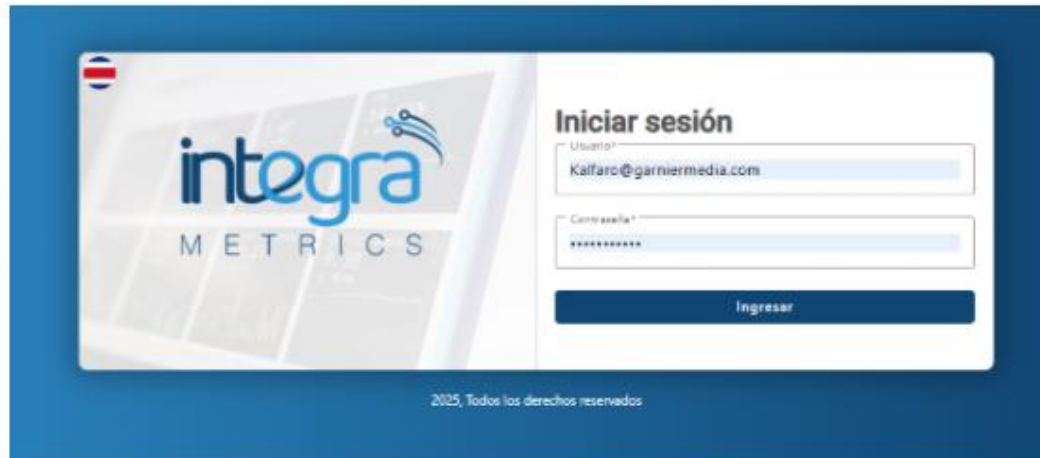 integra
METRICS
Iniciar sesión
Usuario*
Kalfaro@garniermedia.com
Contraseña*
•••••••••••
Ingresar
2025, Todos los derechos reservados